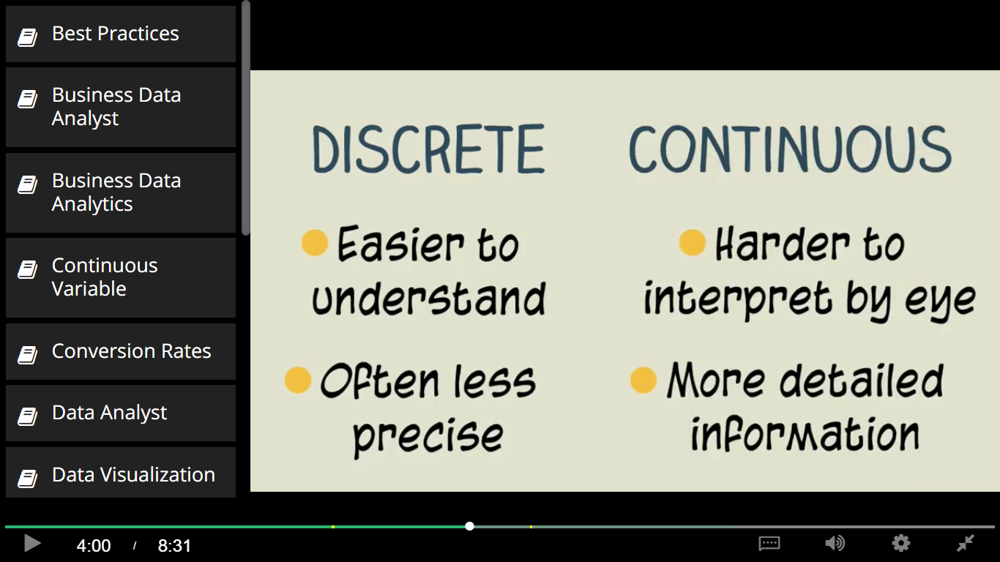 Best Practices
Business Data
Analyst
Business Data
Analytics
Continuous
Variable
Conversion Rates
Data Analyst
Data Visualization
DISCRETE
Easier to
understand
Often less
precise
CONTINUOUS
Harder to
interpret by eye
More detailed
information
4:00 / 8:31